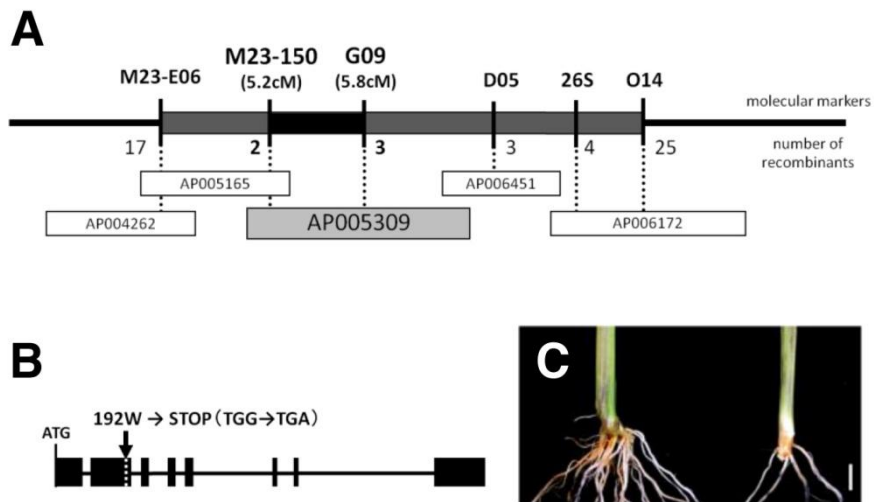 A
M23-E06
M23-150
(5.2cM)
G09
(5.8cM)
D05
26S
O14
molecular markers
17
2
3
3
4
25
number of
recombinants
AP005165
AP006451
AP004262
AP005309
AP006172
B
192W → STOP (TGG→TGA)
ATG
C